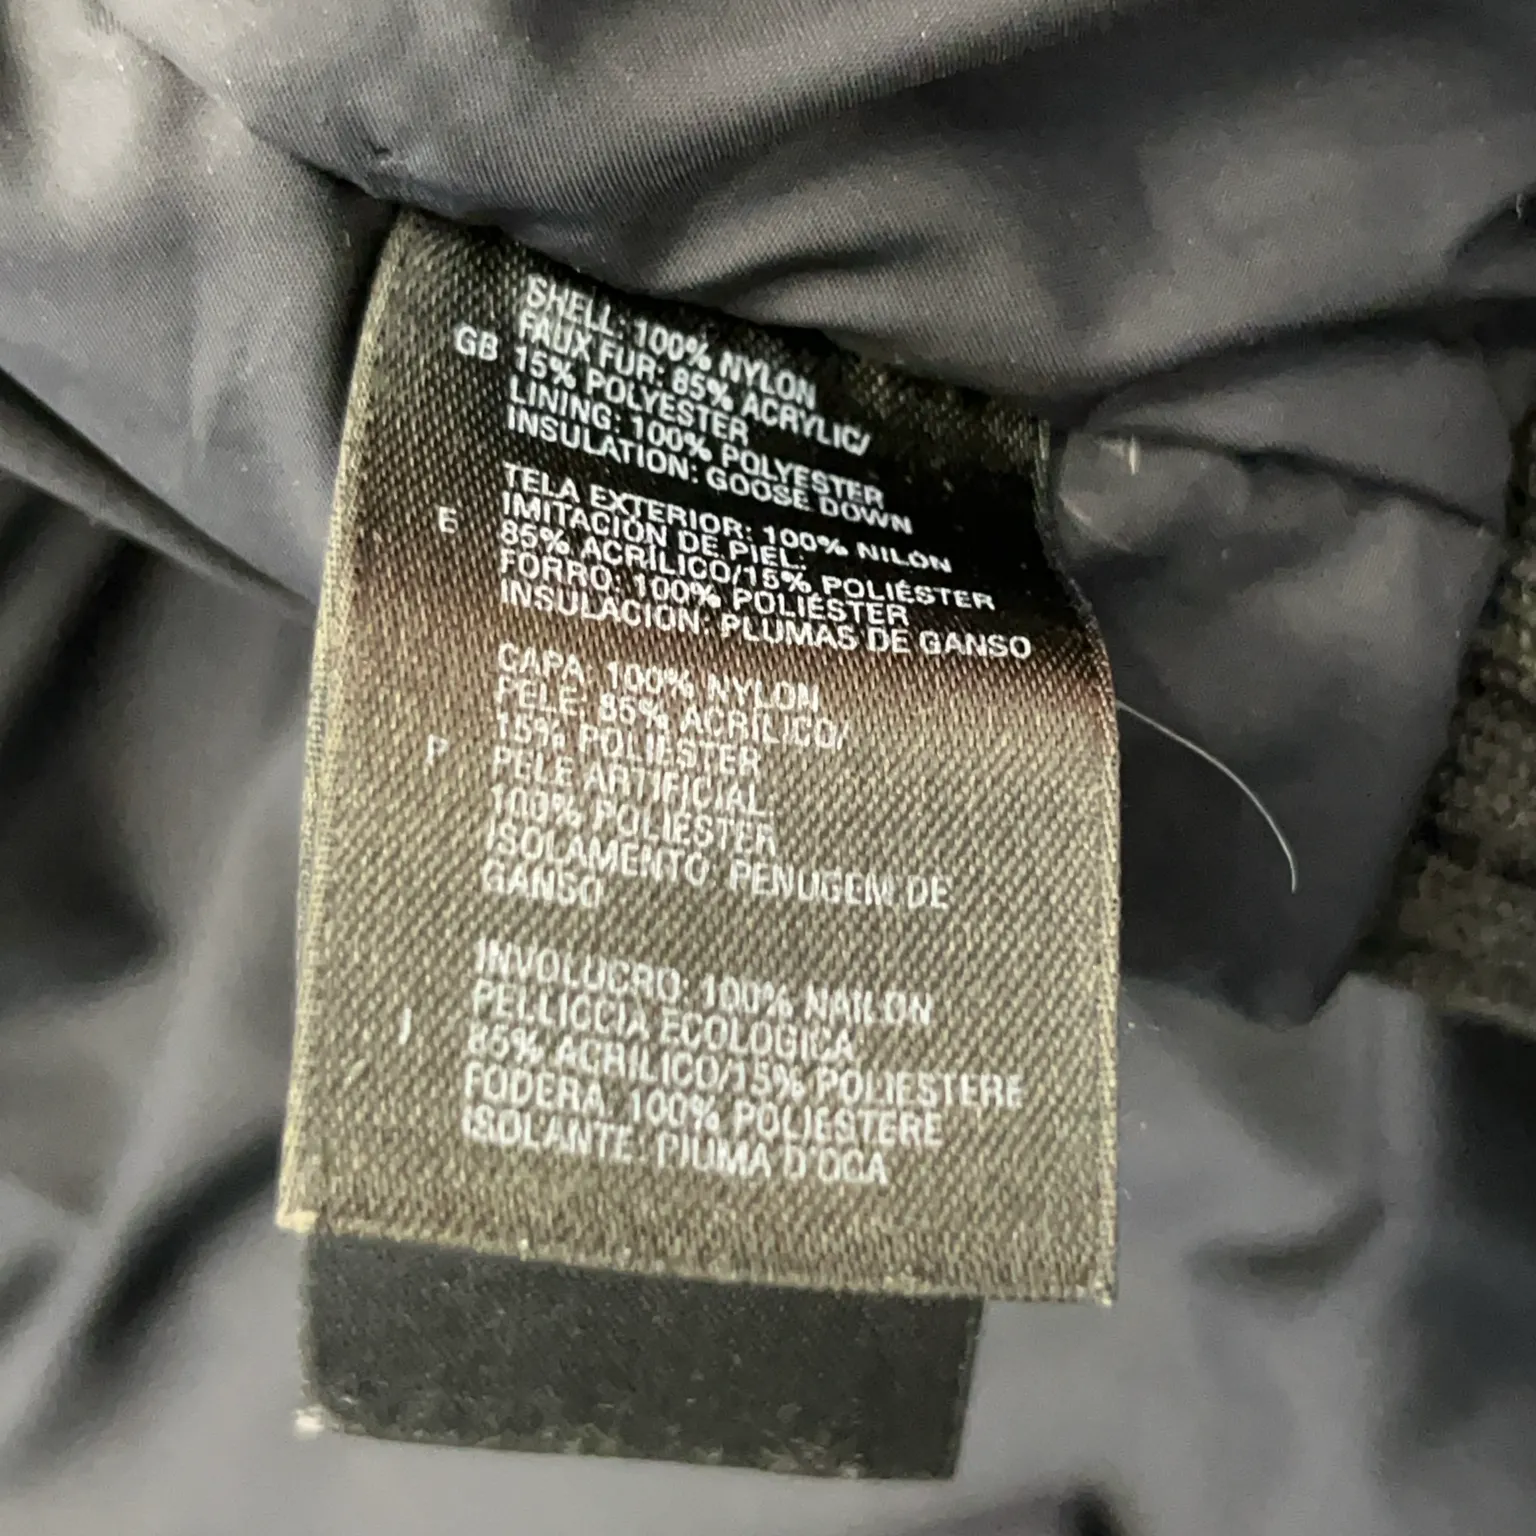 SHELL: 100% NYLON
FAUX FUR: 85% ACRYLIC/
GB 15% POLYESTER
LINING: 100% POLYESTER
INSULATION: GOOSE DOWN
TELA EXTERIOR: 100% NILÓN
E IMITACIÓN DE PIEL:
85% ACRÍLICO/15% POLIÉSTER
FORRO: 100% POLIÉSTER
INSULACIÓN: PLUMAS DE GANSO
CAPA: 100% NYLON
PELE: 85% ACRÍLICO/
15% POLIESTER
P PELE ARTIFICIAL
100% POLIESTER
ISOLAMENTO: PENUGEM DE
GANSO
INVOLUCRO: 100% NAILON
PELLICCIA ECOLOGICA
I 85% ACRILICO/15% POLIESTERE
FODERA: 100% POLIESTERE
ISOLANTE: PIUMA D'OCA